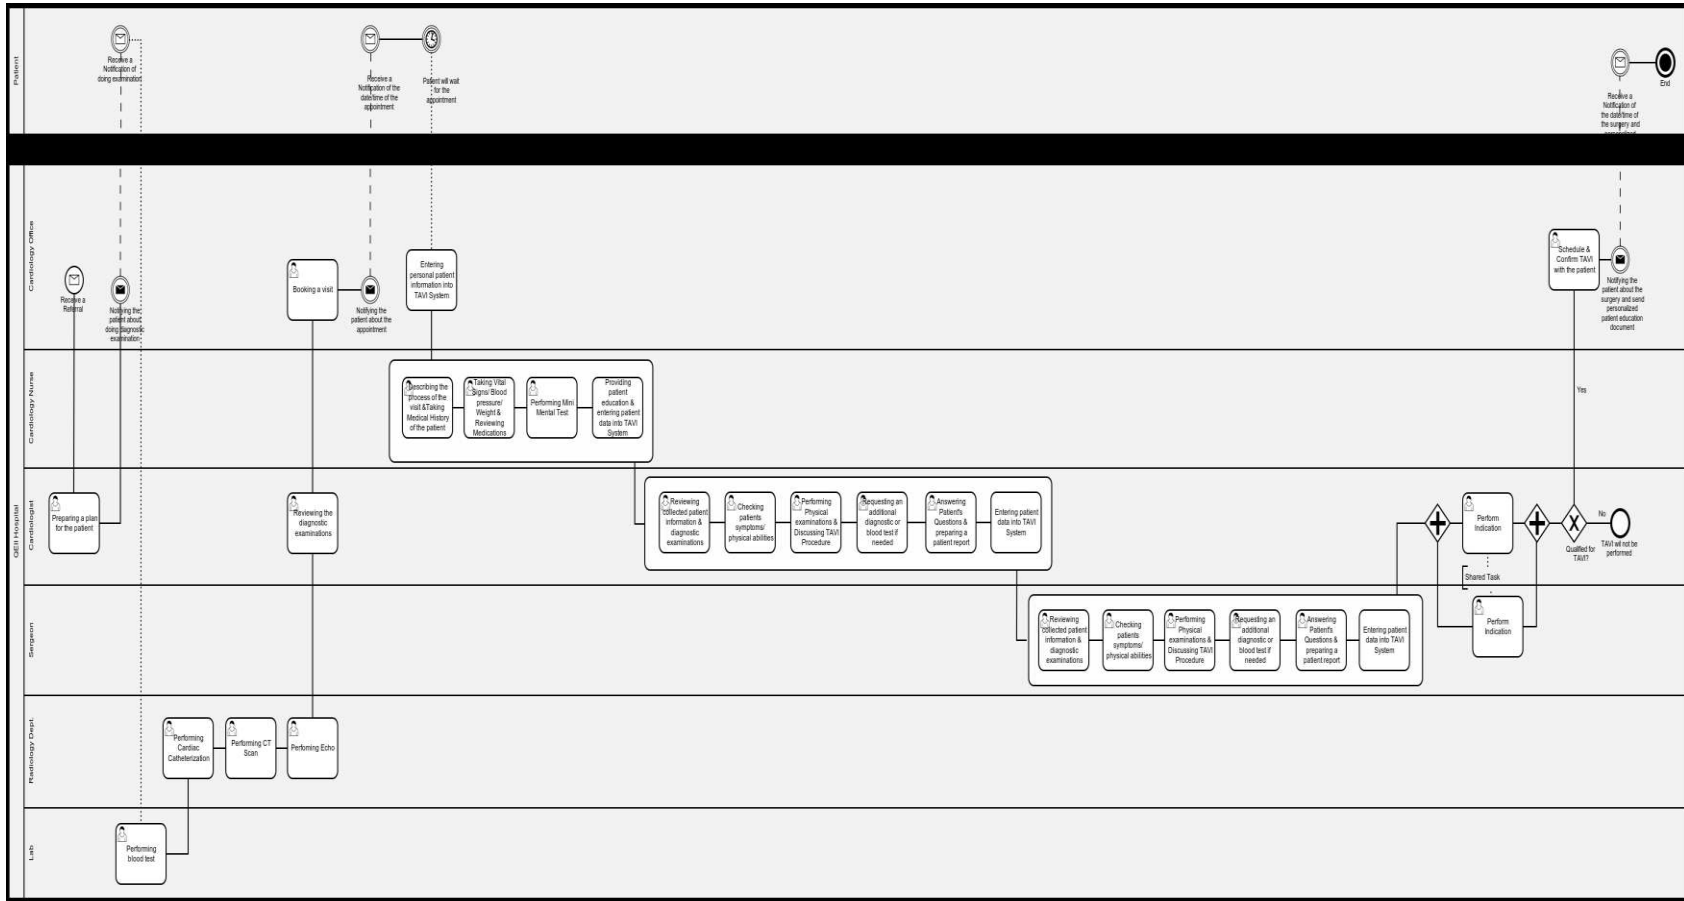 Patient
Receive a
Notification of
doing examination
Receive a
Notification of the
date/time of the
appointment
Patient will wait
for the
appointment
Receive a
Notification of
the date/time of
the surgery and
End
QEII Hospital
Cardiology Office
Receive a
Referral
Notifying the
patient about
doing diagnostic
examination
Booking a visit
Notifying the
patient about the
appointment
Entering
personal patient
information into
TAVI System
Schedule &
Confirm TAVI
with the patient
Notifying the
patient about the
surgery and send
personalized
patient education
document
Cardiology Nurse
Describing the
process of the
visit &Taking
Medical History
of the patient
Taking Vital
Signs/ Blood
pressure/
Weight &
Reviewing
Medications
Performing Mini
Mental Test
Providing
patient
education &
entering patient
data into TAVI
System
Yes
Cardiologist
Preparing a plan
for the patient
Reviewing the
diagnostic
examinations
Reviewing
collected patient
information &
diagnostic
examinations
Checking
patients
symptoms/
physical abilities
Performing
Physical
examinations &
Discussing TAVI
Procedure
Requesting an
additional
diagnostic or
blood test if
needed
Answering
Patient's
Questions &
preparing a
patient report
Entering patient
data into TAVI
System
Perform
Indication
Shared Task
Qualified for
TAVI?
No
TAVI will not be
performed
Surgeon
Reviewing
collected patient
information &
diagnostic
examinations
Checking
patients
symptoms/
physical abilities
Performing
Physical
examinations &
Discussing TAVI
Procedure
Requesting an
additional
diagnostic or
blood test if
needed
Answering
Patient's
Questions &
preparing a
patient report
Entering patient
data into TAVI
System
Perform
Indication
Radiology Dept.
Performing
Cardiac
Catheterization
Performing CT
Scan
Perfoming Echo
Lab
Performing
blood test